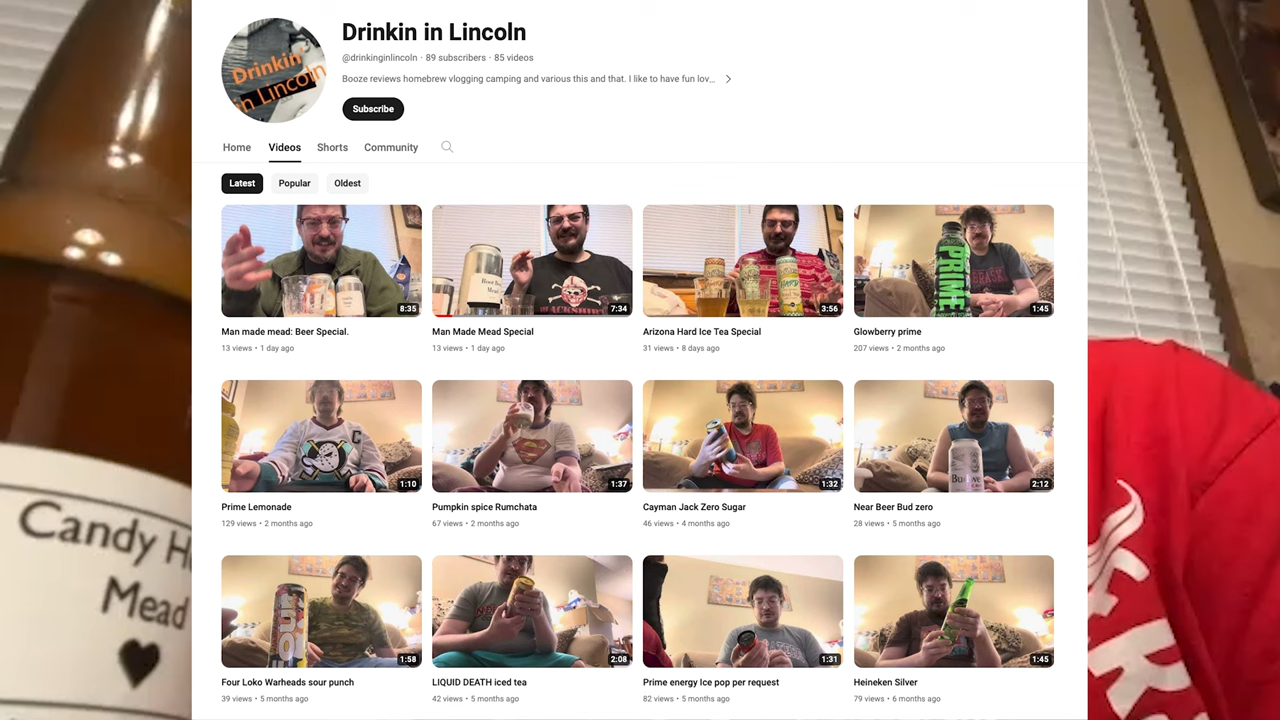 Drinkin in Lincoln
@drinkinginlincoln · 89 subscribers · 85 videos
Booze reviews homebrew vlogging camping and various this and that. I like to have fun lov...
Subscribe
Drinkin'
in Lincoln
Home Videos Shorts Community
Latest Popular Oldest
8:35 7:34 3:56 1:45
PRIME
Man made mead: Beer Special. Man Made Mead Special Arizona Hard Ice Tea Special Glowberry prime
13 views • 1 day ago 13 views • 1 day ago 31 views • 8 days ago 207 views • 2 months ago
C
1:10 1:37 1:32 2:12
Prime Lemonade Pumpkin spice Rumchata Cayman Jack Zero Sugar Near Beer Bud zero
129 views • 2 months ago 67 views • 2 months ago 46 views • 4 months ago 28 views • 5 months ago
1:58 2:08 1:31 1:45
Four Loko Warheads sour punch LIQUID DEATH iced tea Prime energy Ice pop per request Heineken Silver
39 views • 5 months ago 42 views • 5 months ago 82 views • 5 months ago 79 views • 6 months ago
Candy H
Mead